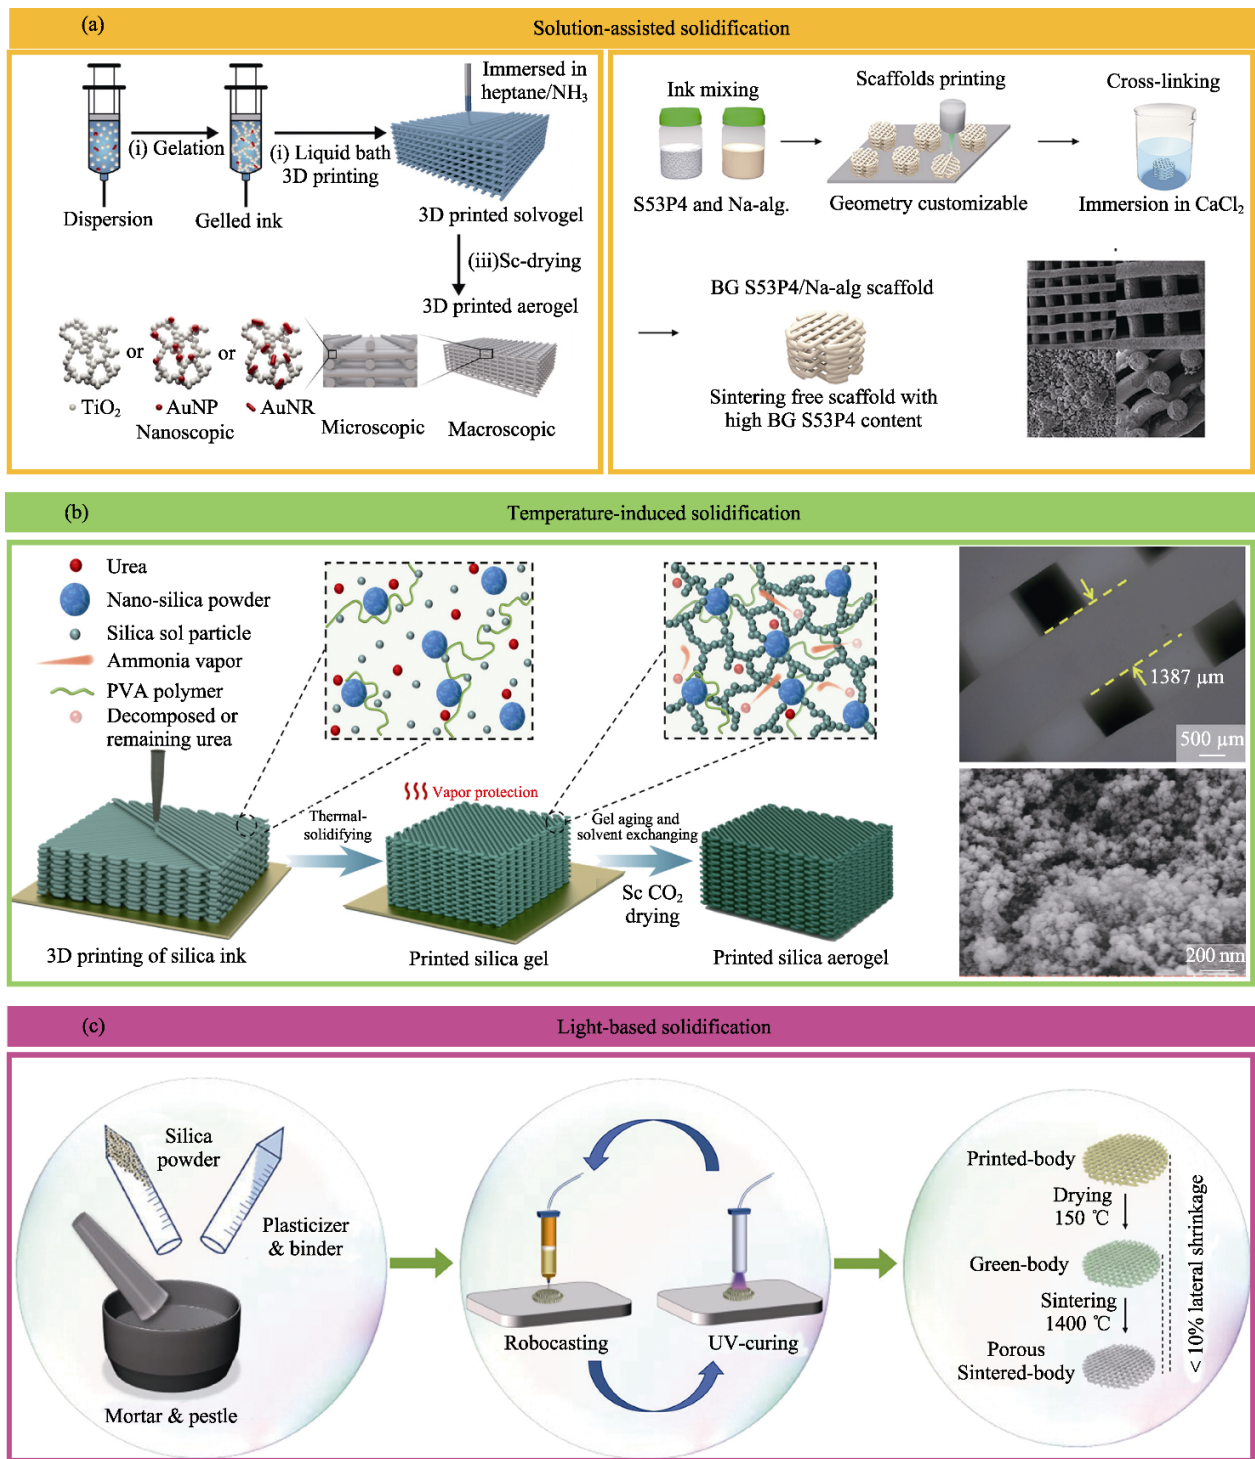 (a)
Solution-assisted solidification
Immersed in
heptane/NH₃
(i) Gelation
(i) Liquid bath
3D printing
Dispersion
Gelled ink
3D printed solvogel
(iii)Sc-drying
3D printed aerogel
or
or
TiO₂
AuNP
AuNR
Nanoscopic
Microscopic
Macroscopic
Ink mixing
Scaffolds printing
Cross-linking
S53P4 and Na-alg.
Geometry customizable
Immersion in CaCl₂
BG S53P4/Na-alg scaffold
Sintering free scaffold with
high BG S53P4 content
(b)
Temperature-induced solidification
Urea
Nano-silica powder
Silica sol particle
Ammonia vapor
PVA polymer
Decomposed or
remaining urea
Vapor protection
Thermal-
solidifying
Gel aging and
solvent exchanging
Sc CO₂
drying
3D printing of silica ink
Printed silica gel
Printed silica aerogel
1387 µm
500 µm
200 nm
(c)
Light-based solidification
Silica
powder
Plasticizer
& binder
Mortar & pestle
Robocasting
UV-curing
Printed-body
Drying
150 ℃
Green-body
Sintering
1400 ℃
Porous
Sintered-body
< 10% lateral shrinkage